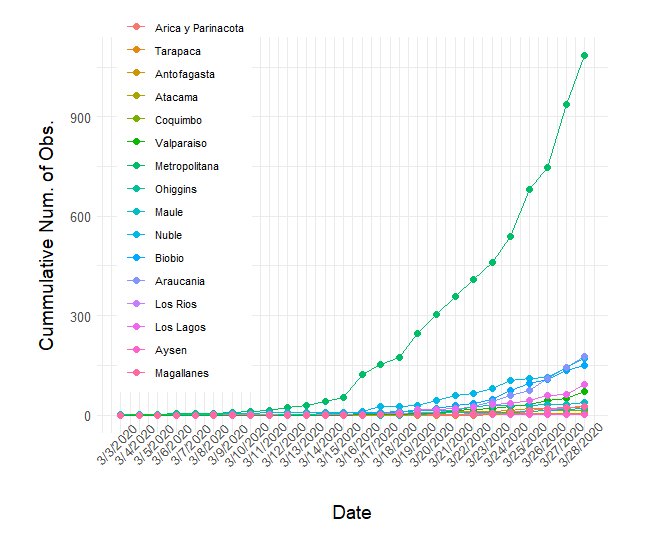 Arica y Parinacota
Tarapaca
Antofagasta
Atacama
Coquimbo
Valparaiso
Metropolitana
Ohiggins
Maule
Nuble
Biobio
Araucania
Los Rios
Los Lagos
Aysen
Magallanes
Cummulative Num. of Obs.
900
600
300
0
3/3/2020
3/4/2020
3/5/2020
3/6/2020
3/7/2020
3/8/2020
3/9/2020
3/10/2020
3/11/2020
3/12/2020
3/13/2020
3/14/2020
3/15/2020
3/16/2020
3/17/2020
3/18/2020
3/19/2020
3/20/2020
3/21/2020
3/22/2020
3/23/2020
3/24/2020
3/25/2020
3/26/2020
3/27/2020
3/28/2020
Date